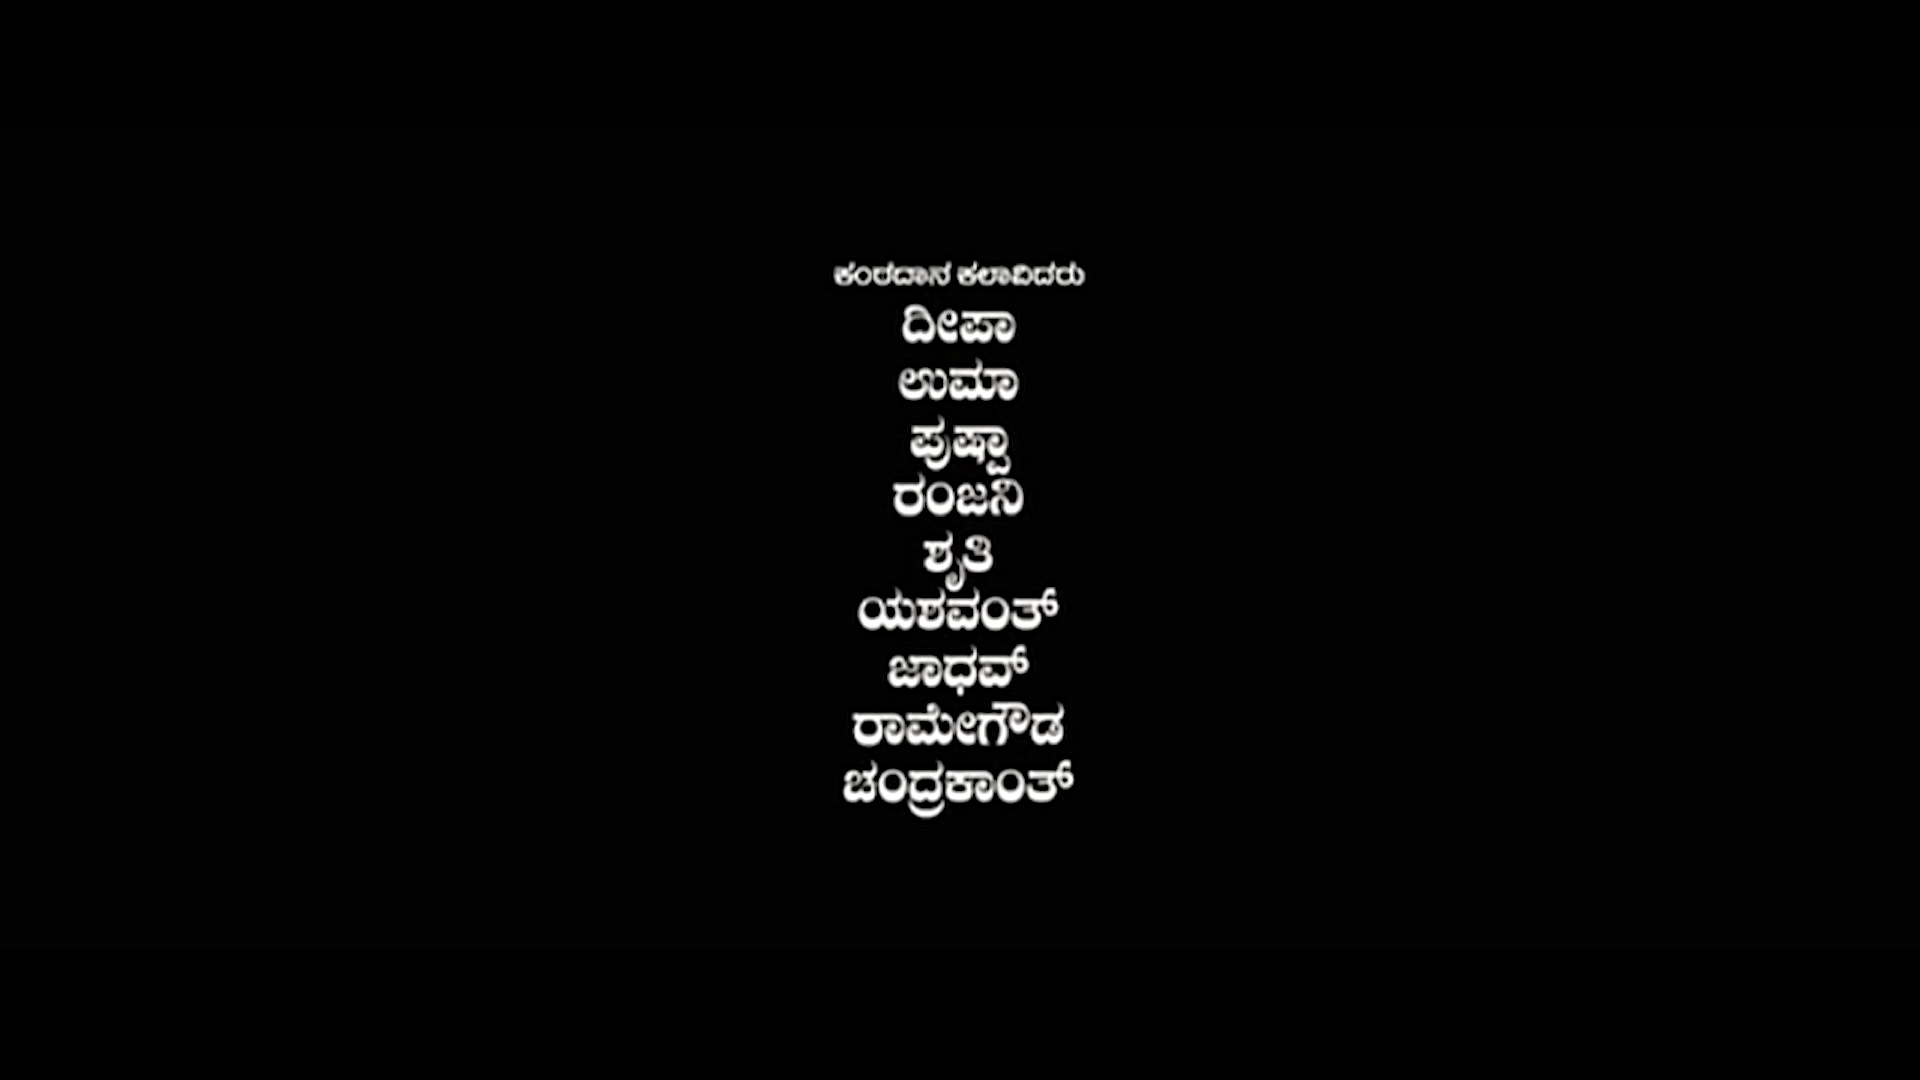 ಕಂಠದಾನ ಕಲಾವಿದರು
ದೀಪಾ
ಉಮಾ
ಪುಷ್ಪಾ
ರಂಜನಿ
ಶೃತಿ
ಯಶವಂತ್
ಜಾಧವ್
ರಾಮೇಗೌಡ
ಚಂದ್ರಕಾಂತ್